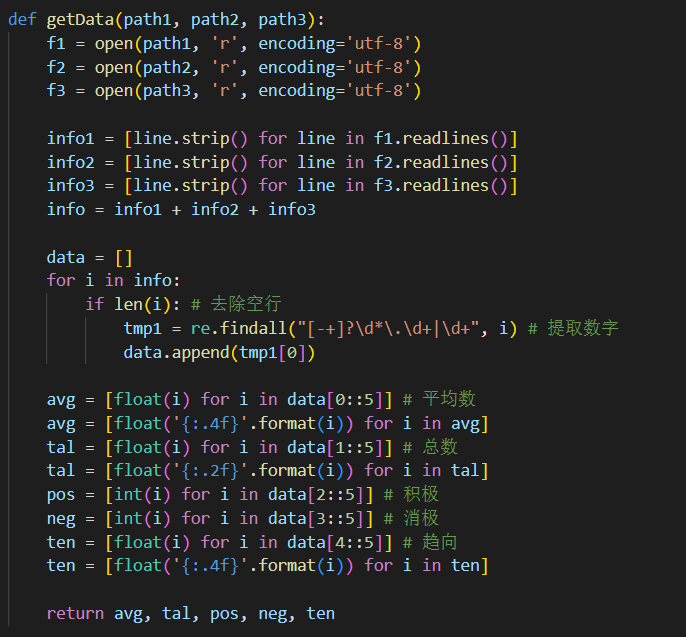 def getData(path1, path2, path3):
    f1 = open(path1, 'r', encoding='utf-8')
    f2 = open(path2, 'r', encoding='utf-8')
    f3 = open(path3, 'r', encoding='utf-8')

    info1 = [line.strip() for line in f1.readlines()]
    info2 = [line.strip() for line in f2.readlines()]
    info3 = [line.strip() for line in f3.readlines()]
    info = info1 + info2 + info3

    data = []
    for i in info:
        if len(i): # 去除空行
            tmp1 = re.findall("[-+]?\d*\.\d+|\d+", i) # 提取数字
            data.append(tmp1[0])

    avg = [float(i) for i in data[0::5]] # 平均数
    avg = [float('{:.4f}'.format(i)) for i in avg]
    tal = [float(i) for i in data[1::5]] # 总数
    tal = [float('{:.2f}'.format(i)) for i in tal]
    pos = [int(i) for i in data[2::5]] # 积极
    neg = [int(i) for i in data[3::5]] # 消极
    ten = [float(i) for i in data[4::5]] # 趋向
    ten = [float('{:.4f}'.format(i)) for i in ten]

    return avg, tal, pos, neg, ten